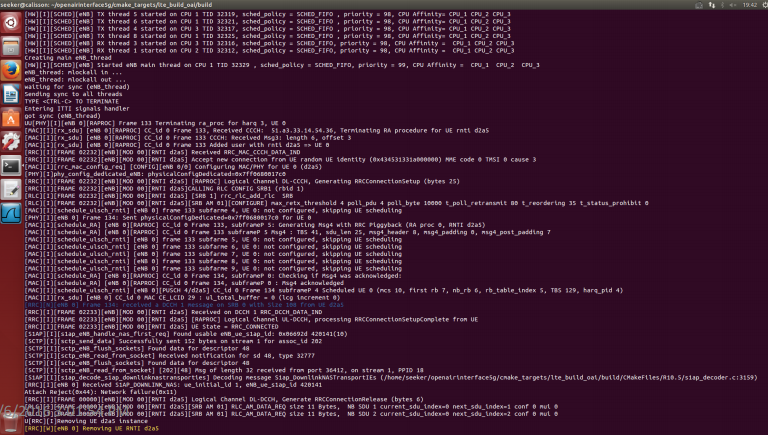 seeker@calisson: ~/openairinterface5g/cmake_targets/lte_build_oai/build
19:42
[HW][I][SCHED][eNB] TX thread 5 started on CPU 1 TID 32319, sched_policy = SCHED_FIFO , priority = 98, CPU Affinity= CPU_1 CPU_2 CPU_3
[HW][I][SCHED][eNB] TX thread 6 started on CPU 1 TID 32321, sched_policy = SCHED_FIFO , priority = 98, CPU Affinity= CPU_1 CPU_2 CPU_3
[HW][I][SCHED][eNB] TX thread 4 started on CPU 3 TID 32317, sched_policy = SCHED_FIFO , priority = 98, CPU Affinity= CPU_1 CPU_2 CPU_3
[HW][I][SCHED][eNB] TX thread 8 started on CPU 3 TID 32325, sched_policy = SCHED_FIFO , priority = 98, CPU Affinity= CPU_1 CPU_2 CPU_3
[HW][I][SCHED][eNB] RX thread 3 started on CPU 3 TID 32316, sched_policy = SCHED_FIFO , priority = 98, CPU Affinity= CPU_1 CPU_2 CPU_3
[HW][I][SCHED][eNB] RX thread 1 started on CPU 2 TID 32312, sched_policy = SCHED_FIFO , priority = 98, CPU Affinity = CPU_1 CPU_2 CPU_3
Creating main eNB_thread
[HW][I][SCHED][eNB] Started eNB main thread on CPU 1 TID 32329 , sched_policy = SCHED_FIFO, priority = 99, CPU Affinity = CPU_1 CPU_2 CPU_3
eNB_thread: mlockall in ...
eNB_thread: mlockall out ...
waiting for sync (eNB_thread)
Sending sync to all threads
TYPE <CTRL-C> TO TERMINATE
Entering ITTI signals handler
got sync (eNB_thread)
UU[PHY][I][eNB 0][RAPROC] Frame 133 Terminating ra_proc for harq 3, UE 0
[MAC][I][rx_sdu] [eNB 0][RAPROC] CC_id 0 Frame 133, Received CCCH: 51.a3.33.14.54.36, Terminating RA procedure for UE rnti d2a5
[MAC][I][rx_sdu] [eNB 0] CC_id 0 Frame 133 CCCH: Received Msg3: length 6, offset 3
[MAC][I][rx_sdu] [eNB 0][RAPROC] CC_id 0 Frame 133 Added user with rnti d2a5 => UE 0
[RRC][I][FRAME 02232][eNB][MOD 00][RNTI d2a5] Received RRC_MAC_CCCH_DATA_IND
[RRC][I][FRAME 02232][eNB][MOD 00][RNTI d2a5] Accept new connection from UE random UE identity (0x434531331a000000) MME code 0 TMSI 0 cause 3
[MAC][I][rrc_mac_config_req] [CONFIG][eNB 0/0] Configuring MAC/PHY for UE 0 (d2a5)
[PHY][I]phy_config_dedicated_eNB: physicalConfigDedicated=0x7ff0680017c0
[RRC][I][FRAME 02232][eNB][MOD 00][RNTI d2a5] [RAPROC] Logical Channel DL-CCCH, Generating RRCConnectionSetup (bytes 25)
[RRC][I][FRAME 02232][eNB][MOD 00][RNTI d2a5]CALLING RLC CONFIG SRB1 (rbid 1)
[RLC][I][FRAME 02232][eNB][MOD 00][RNTI d2a5] [SRB 1] rrc_rlc_add_rlc SRB
[RLC][I][FRAME 02232][eNB][MOD 00][RNTI d2a5][SRB AM 01][CONFIGURE] max_retx_threshold 4 poll_pdu 4 poll_byte 10000 t_poll_retransmit 80 t_reordering 35 t_status_prohibit 0
[MAC][I][schedule_ulsch_rnti] [eNB 0] frame 133 subfarme 4, UE 0: not configured, skipping UE scheduling
[PHY][I][eNB 0] Frame 134: Sent physicalConfigDedicated=0x7ff0680017c0 for UE 0
[MAC][I][schedule_RA] [eNB 0][RAPROC] CC_id 0 Frame 133, subframeP 5: Generating Msg4 with RRC Piggyback (RA proc 0, RNTI d2a5)
[MAC][I][schedule_RA] [eNB 0][RAPROC] CC_id 0 Frame 133, subframeP 5 Msg4 : TBS 41, sdu_len 25, msg4_header 8, msg4_padding 0, msg4_post_padding 7
[MAC][I][schedule_ulsch_rnti] [eNB 0] frame 133 subfarme 5, UE 0: not configured, skipping UE scheduling
[MAC][I][schedule_ulsch_rnti] [eNB 0] frame 133 subfarme 6, UE 0: not configured, skipping UE scheduling
[MAC][I][schedule_ulsch_rnti] [eNB 0] frame 133 subfarme 7, UE 0: not configured, skipping UE scheduling
[MAC][I][schedule_ulsch_rnti] [eNB 0] frame 133 subfarme 8, UE 0: not configured, skipping UE scheduling
[MAC][I][schedule_ulsch_rnti] [eNB 0] frame 133 subfarme 9, UE 0: not configured, skipping UE scheduling
[MAC][I][schedule_RA] [eNB 0][RAPROC] CC_id 0 Frame 134, subframeP 0: Checking if Msg4 was acknowledged:
[MAC][I][schedule_RA] [eNB 0][RAPROC] CC_id 0 Frame 134, subframeP 0 : Msg4 acknowledged
[MAC][I][schedule_ulsch_rnti] [eNB 0][PUSCH 4/d2a5] CC_id 0 Frame 134 subframeP 4 Scheduled UE 0 (mcs 10, first rb 7, nb_rb 6, rb_table_index 5, TBS 129, harq_pid 4)
[MAC][I][rx_sdu] [eNB 0] CC_id 0 MAC CE_LCID 29 : ul_total_buffer = 0 (lcg increment 0)
[RRC][N][eNB 0] Frame 134: received a DCCH 1 message on SRB 0 with Size 108 from UE d2a5
[RRC][I][FRAME 02233][eNB][MOD 00][RNTI d2a5] Received on DCCH 1 RRC_DCCH_DATA_IND
[RRC][I][FRAME 02233][eNB][MOD 00][RNTI d2a5] [RAPROC] Logical Channel UL-DCCH, processing RRCConnectionSetupComplete from UE
[RRC][I][FRAME 02233][eNB][MOD 00][RNTI d2a5] UE State = RRC_CONNECTED
[S1AP][I][s1ap_eNB_handle_nas_first_req] Found usable eNB_ue_s1ap_id: 0x06692d 420141(10)
[SCTP][I][sctp_send_data] Successfully sent 152 bytes on stream 1 for assoc_id 202
[SCTP][I][sctp_eNB_flush_sockets] Found data for descriptor 48
[SCTP][I][sctp_eNB_read_from_socket] Received notification for sd 48, type 32777
[SCTP][I][sctp_eNB_flush_sockets] Found data for descriptor 48
[SCTP][I][sctp_eNB_read_from_socket] [202][48] Msg of length 32 received from port 36412, on stream 1, PPID 18
[S1AP][I][s1ap_decode_s1ap_downlinknastransporties] Decoding message S1ap_DownlinkNASTransportIEs (/home/seeker/openairinterface5g/cmake_targets/lte_build_oai/build/CMakeFiles/R10.5/s1ap_decoder.c:3159)
[RRC][I][eNB 0] Received S1AP_DOWNLINK_NAS: ue_initial_id 1, eNB_ue_s1ap_id 420141
Attach Reject(0x44): Network failure(0x11)
[RRC][I][FRAME 00000][eNB][MOD 00][RNTI d2a5] Logical Channel DL-DCCH, Generate RRCConnectionRelease (bytes 6)
[RLC][I][FRAME 00000][eNB][MOD 00][RNTI d2a5][SRB AM 01] RLC_AM_DATA_REQ size 11 Bytes, NB SDU 1 current_sdu_index=0 next_sdu_index=1 conf 0 mul 0
[RLC][I][FRAME 00000][eNB][MOD 00][RNTI d2a5][SRB AM 01] RLC_AM_DATA_REQ size 11 Bytes, NB SDU 2 current_sdu_index=1 next_sdu_index=2 conf 0 mul 0
U[RRC][I]Removing UE d2a5 instance
[RRC][W][eNB 0] Removing UE RNTI d2a5